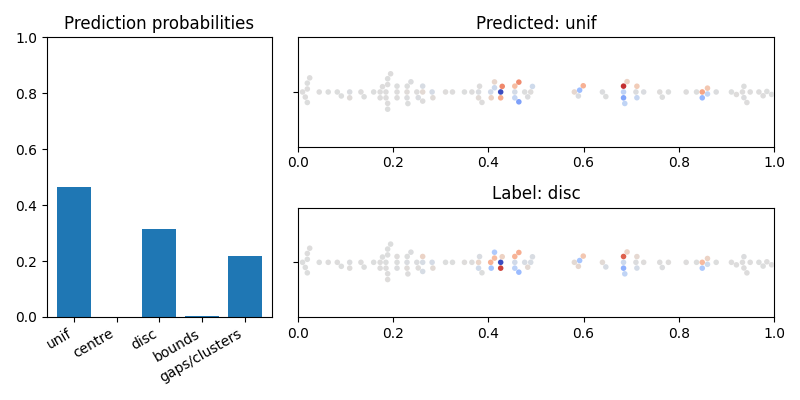 Prediction probabilities
1.0
0.8
0.6
0.4
0.2
0.0
unif
centre
disc
bounds
gaps/clusters
Predicted: unif
0.0 0.2 0.4 0.6 0.8 1.0
Label: disc
0.0 0.2 0.4 0.6 0.8 1.0